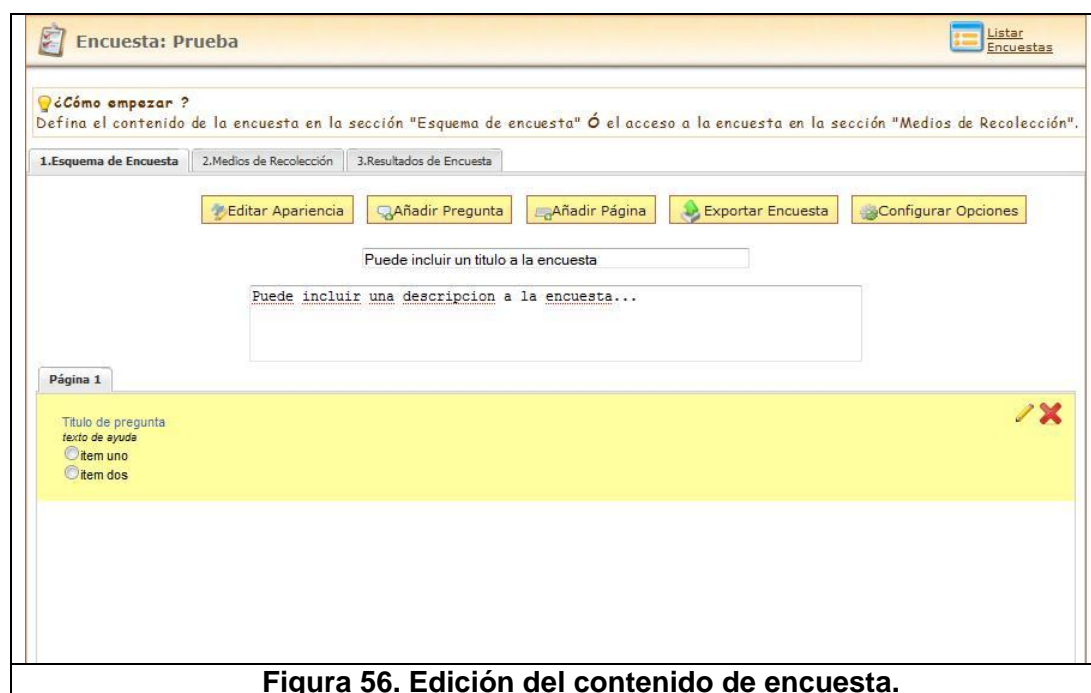 Encuesta: Prueba
Listar
Encuestas
¿Cómo empezar ?
Defina el contenido de la encuesta en la sección "Esquema de encuesta" Ó el acceso a la encuesta en la sección "Medios de Recolección".
1.Esquema de Encuesta 2.Medios de Recolección 3.Resultados de Encuesta
Editar Apariencia Añadir Pregunta Añadir Página Exportar Encuesta Configurar Opciones
Puede incluir un titulo a la encuesta
Puede incluir una descripcion a la encuesta...
Página 1
Titulo de pregunta
texto de ayuda
item uno
item dos
Figura 56. Edición del contenido de encuesta.